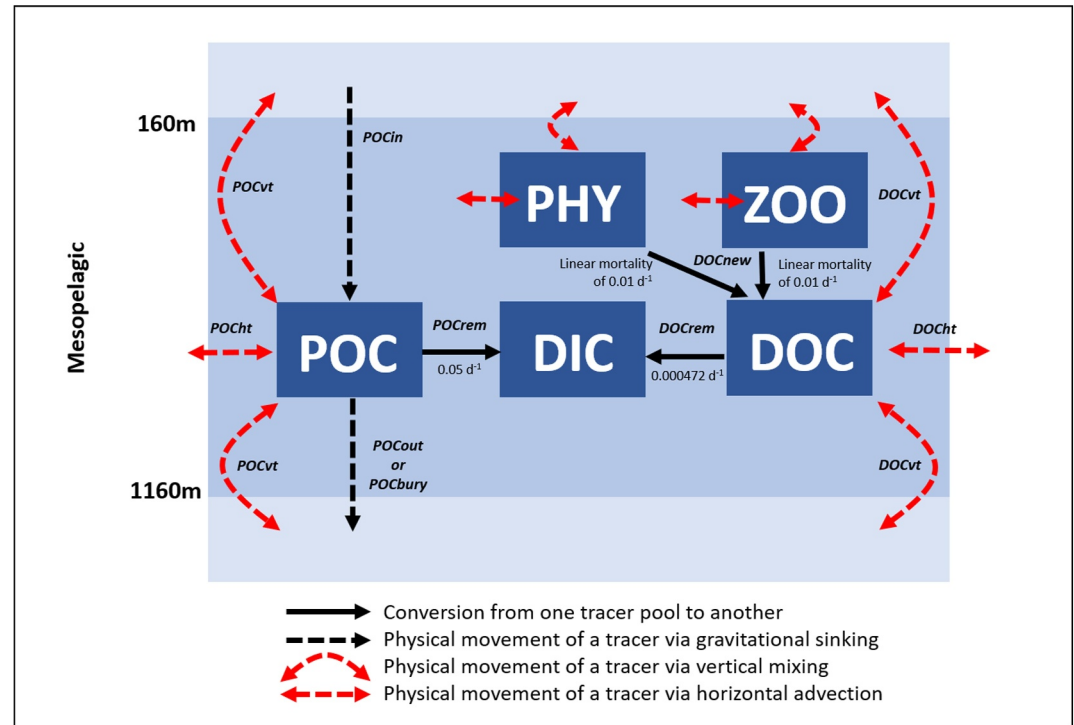 160m
POCin
POCvt
PHY
ZOO
DOCvt
Mesopelagic
Linear mortality
of 0.01 d-1
DOCnew
Linear mortality
of 0.01 d-1
POCht
POC
POCrem
0.05 d-1
DIC
DOCrem
0.000472 d-1
DOC
DOCht
POCvt
POCout
or
POCbury
DOCvt
1160m
Conversion from one tracer pool to another
Physical movement of a tracer via gravitational sinking
Physical movement of a tracer via vertical mixing
Physical movement of a tracer via horizontal advection